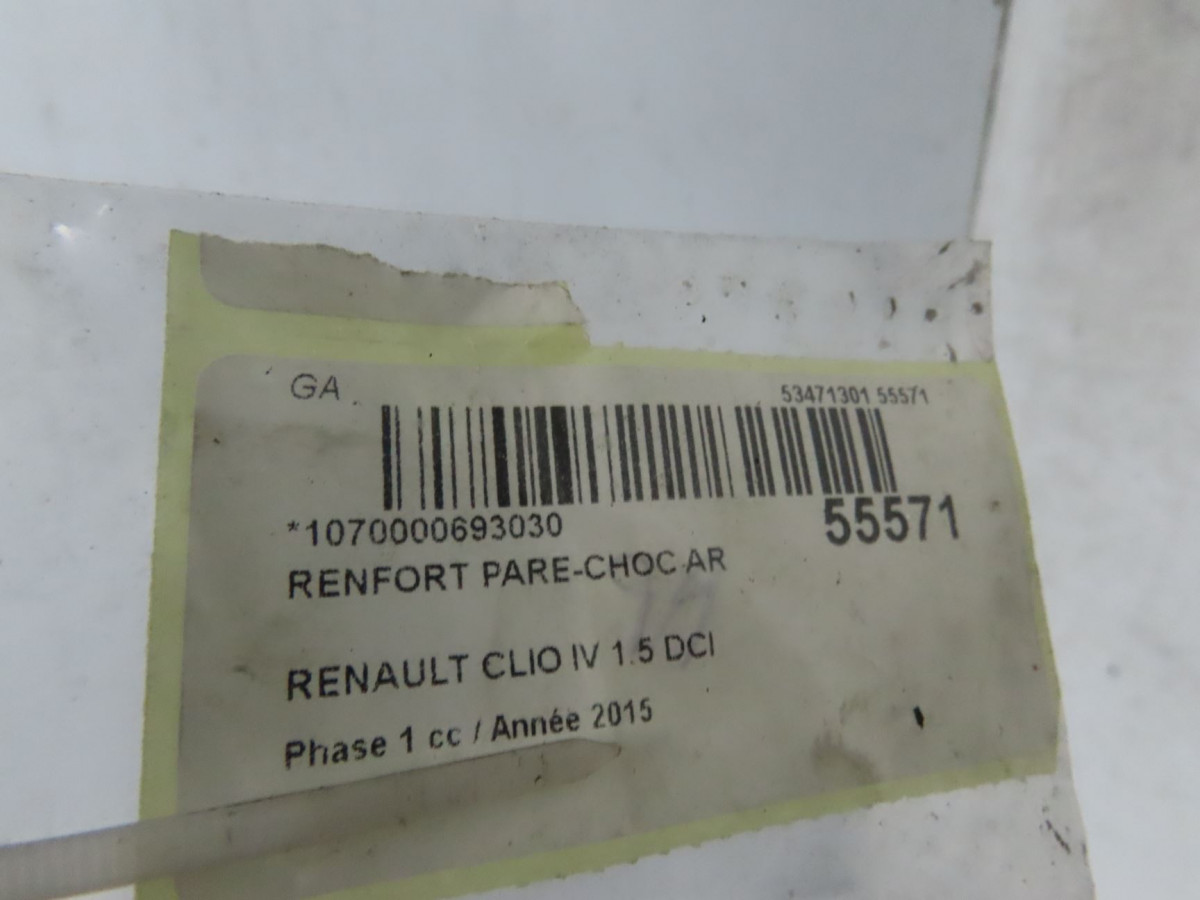 GA
53471301 55571
*1070000693030
55571
RENFORT PARE-CHOC AR
RENAULT CLIO IV 1.5 DCI
Phase 1 cc / Année 2015